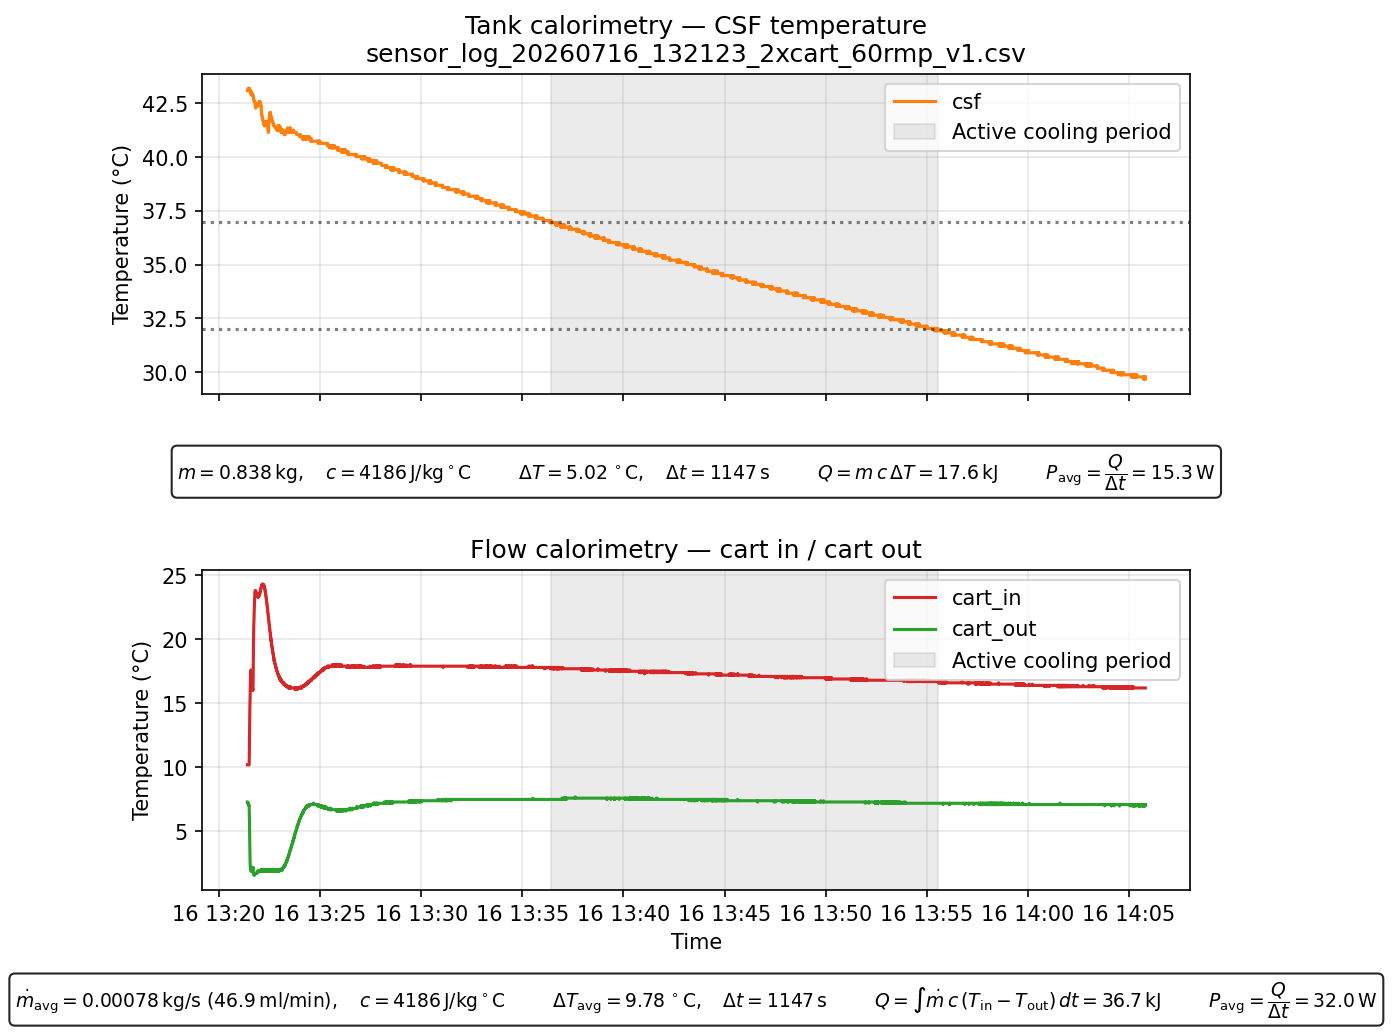 Tank calorimetry — CSF temperature
sensor_log_20260716_132123_2xcart_60rmp_v1.csv
Temperature (°C)
42.5
40.0
37.5
35.0
32.5
30.0
csf
Active cooling period
m = 0.838 kg, c = 4186 J/kg°C ΔT = 5.02 °C, Δt = 1147 s Q = m c ΔT = 17.6 kJ P_avg = Q/Δt = 15.3 W
Flow calorimetry — cart in / cart out
Temperature (°C)
25
20
15
10
5
cart_in
cart_out
Active cooling period
16 13:20 16 13:25 16 13:30 16 13:35 16 13:40 16 13:45 16 13:50 16 13:55 16 14:00 16 14:05
Time
ṁ_avg = 0.00078 kg/s (46.9 ml/min), c = 4186 J/kg°C ΔT_avg = 9.78 °C, Δt = 1147 s Q = ∫ṁ c (T_in − T_out) dt = 36.7 kJ P_avg = Q/Δt = 32.0 W